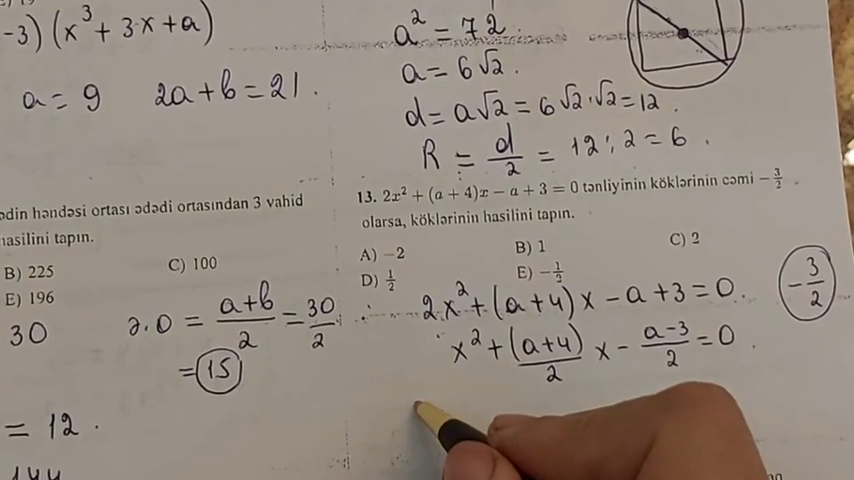 -3) (x³ + 3·x + a)
a = 9 2a + b = 21 .
a² = 72 .
a = 6√2 .
d = a√2 = 6√2 · √2 = 12 .
R = d/2 = 12 : 2 = 6 .
ədin həndəsi ortası ədədi ortasından 3 vahid
hasilini tapın.
B) 225 C) 100
E) 196
30 ə.o = (a+b)/2 = 30/2
= 15
= 12 .
144
13. 2x² + (a + 4)x − a + 3 = 0 tənliyinin köklərinin cəmi −3/2
olarsa, köklərinin hasilini tapın.
A) −2 B) 1 C) 2
D) 1/2 E) −1/2
2x² + (a+4)x − a + 3 = 0 . −3/2
x² + (a+4)/2 x − (a−3)/2 = 0 .